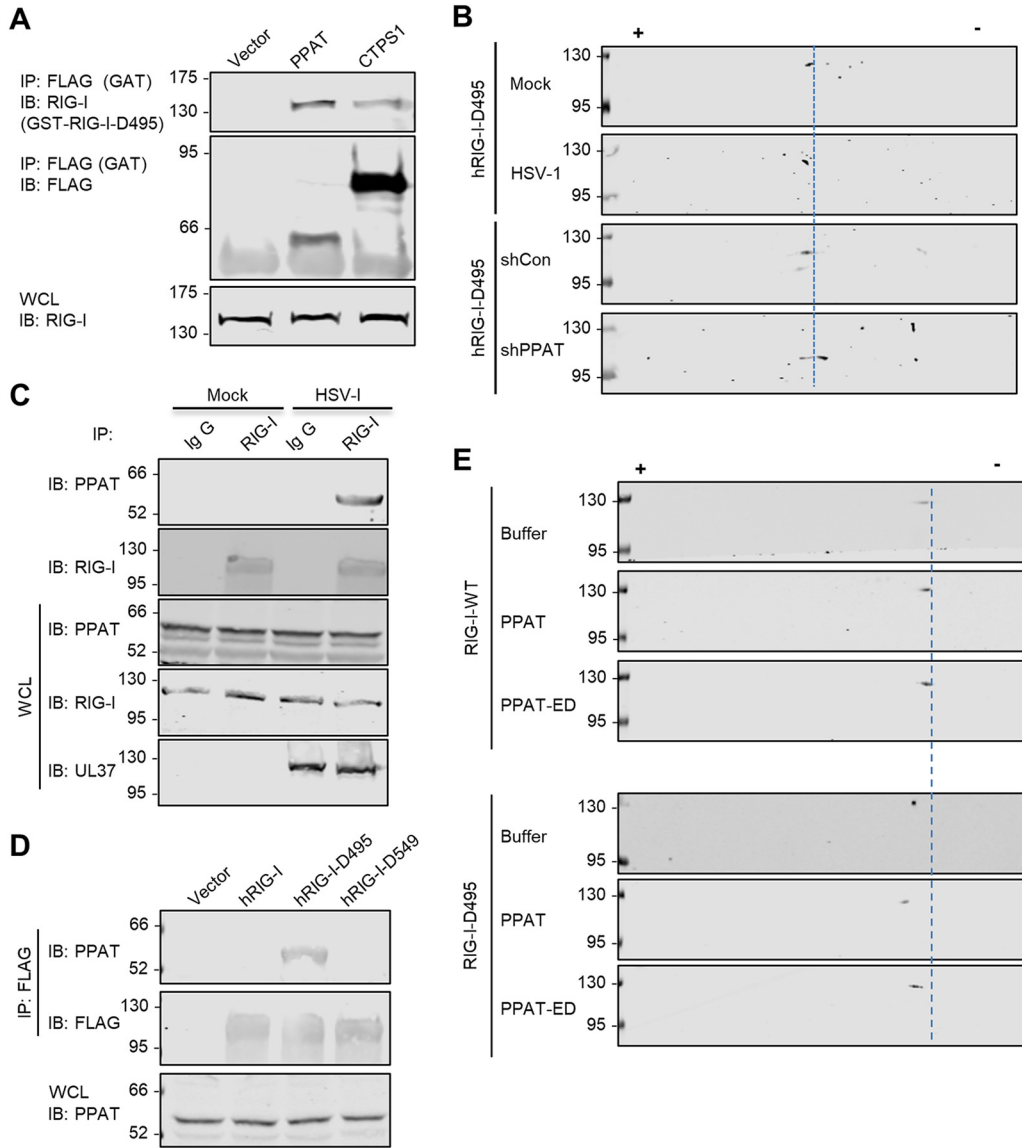 A
Vector
PPAT
CTPS1
IP: FLAG (GAT)
IB: RIG-I
(GST-RIG-I-D495)
175
130
IP: FLAG (GAT)
IB: FLAG
95
66
WCL
IB: RIG-I
175
130
B
+
-
hRIG-I-D495
Mock
130
95
HSV-1
130
95
hRIG-I-D495
shCon
130
95
shPPAT
130
95
C
Mock
HSV-I
IP:
Ig G
RIG-I
Ig G
RIG-I
IB: PPAT
66
52
IB: RIG-I
130
95
WCL
IB: PPAT
66
52
IB: RIG-I
130
95
IB: UL37
130
95
D
Vector
hRIG-I
hRIG-I-D495
hRIG-I-D549
IP: FLAG
IB: PPAT
66
52
IB: FLAG
130
95
WCL
IB: PPAT
66
52
E
+
-
RIG-I-WT
Buffer
130
95
PPAT
130
95
PPAT-ED
130
95
RIG-I-D495
Buffer
130
95
PPAT
130
95
PPAT-ED
130
95